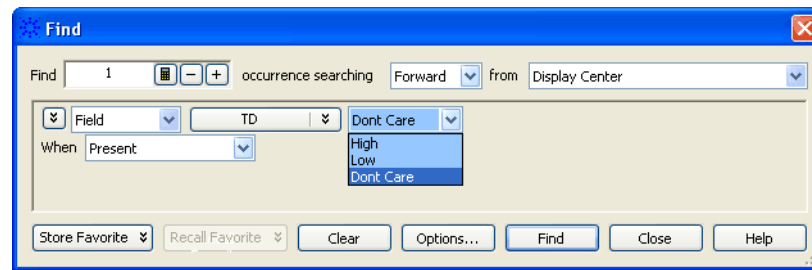 Find
Find 1 occurrence searching Forward from Display Center
Field TD Dont Care
When Present
High
Low
Dont Care
Store Favorite Recall Favorite Clear Options... Find Close Help